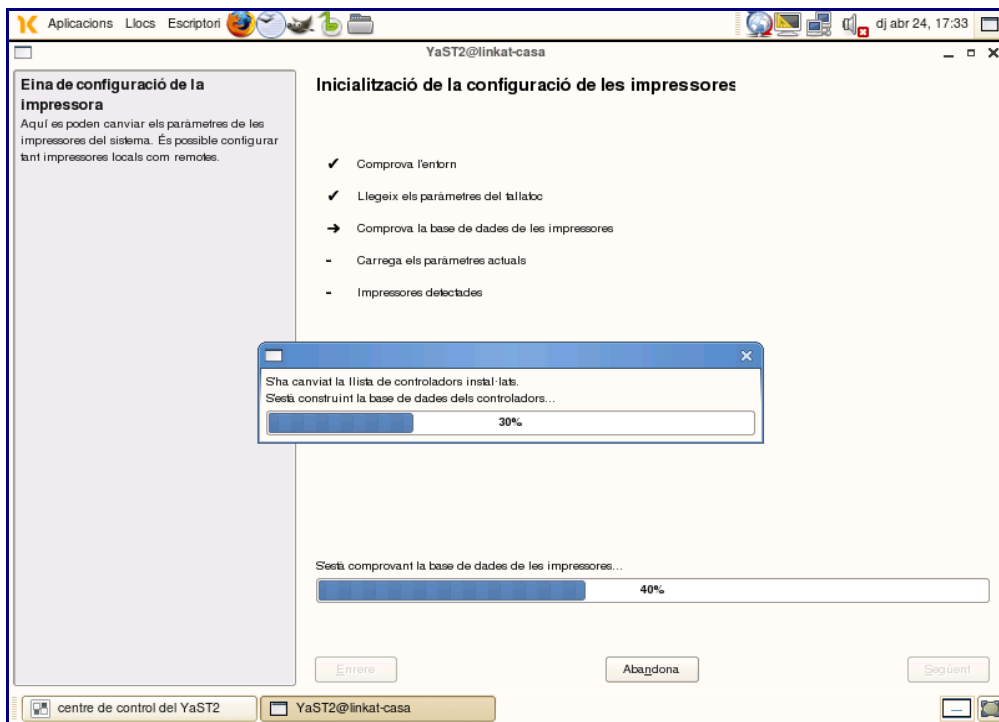 Aplicacions Llocs Escriptori
dj abr 24, 17:33
YaST2@linkat-casa
Eina de configuració de la
impressora
Aquí es poden canviar els paràmetres de les
impressores del sistema. És possible configurar
tant impressores locals com remotes.
Inicialització de la configuració de les impressores
Comprova l'entorn
Llegeix els paràmetres del tallafoc
Comprova la base de dades de les impressores
- Carrega els paràmetres actuals
- Impressores detectades
S'ha canviat la llista de controladors instal·lats.
S'està construint la base de dades dels controladors...
30%
S'està comprovant la base de dades de les impressores...
40%
Enrere
Abandona
Següent
centre de control del YaST2
YaST2@linkat-casa